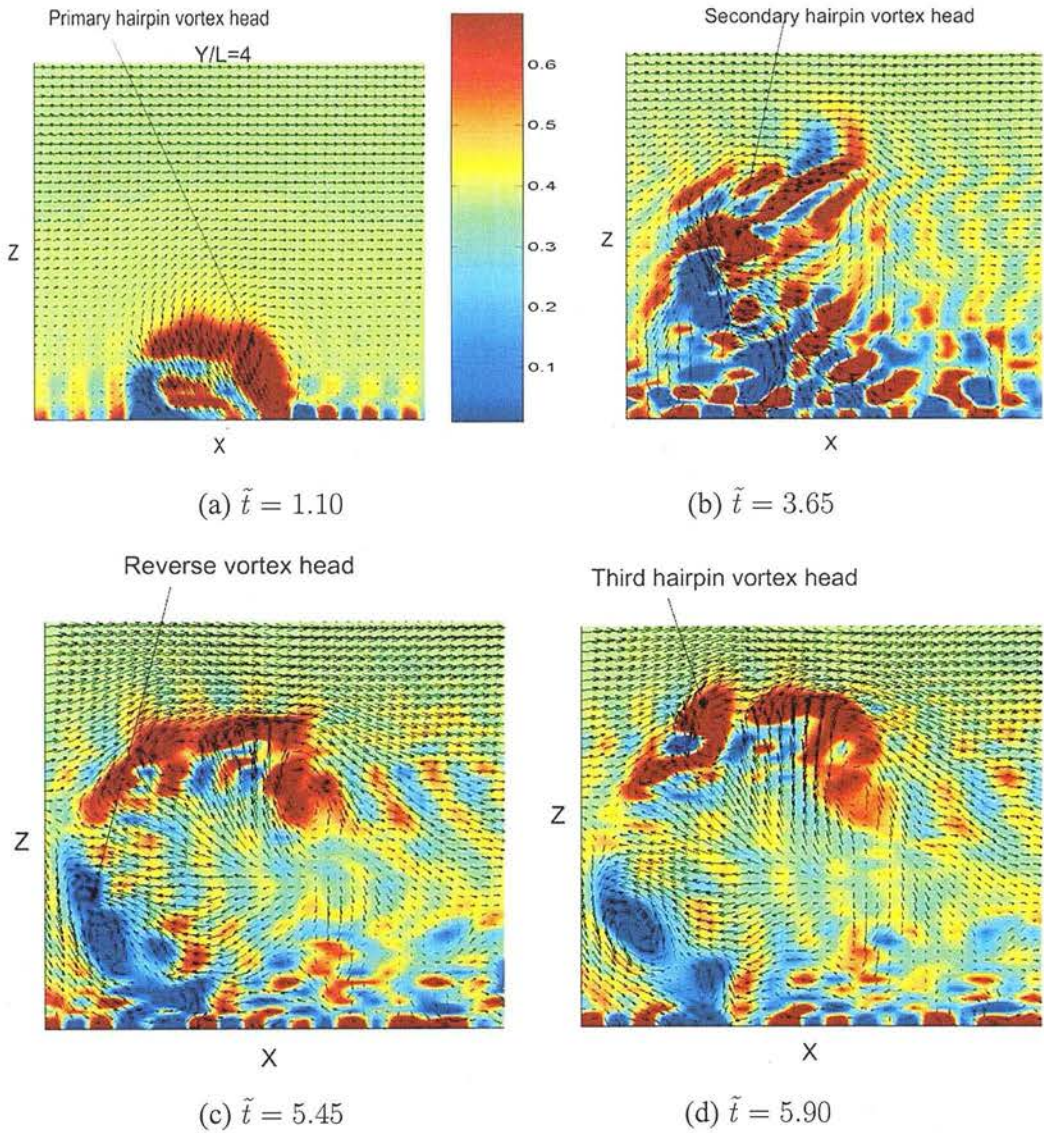 Primary hairpin vortex head
Y/L=4
Z
X
0.6
0.5
0.4
0.3
0.2
0.1
Secondary hairpin vortex head
Z
X
(a) t̃ = 1.10
(b) t̃ = 3.65
Reverse vortex head
Z
X
Third hairpin vortex head
Z
X
(c) t̃ = 5.45
(d) t̃ = 5.90